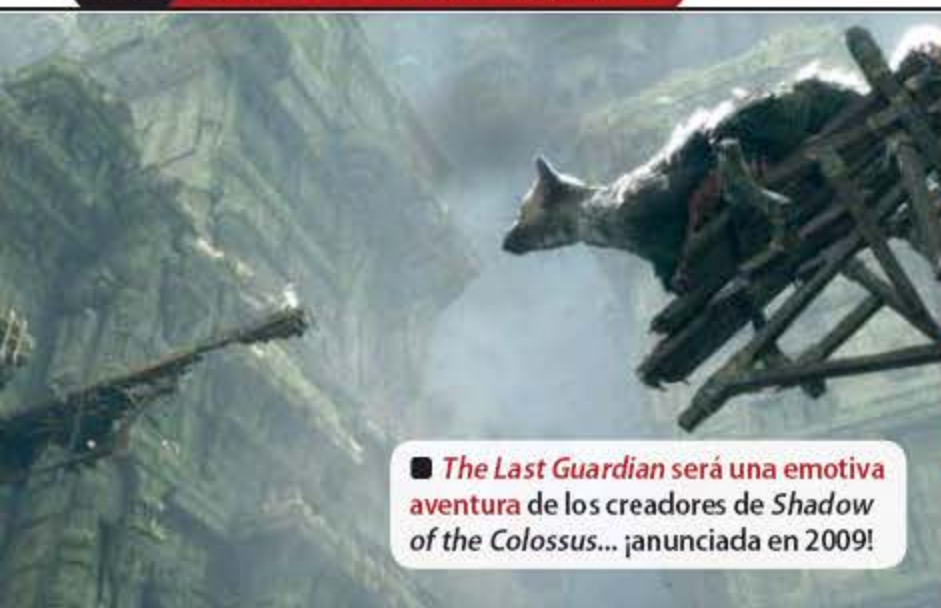 ■ The Last Guardian será una emotiva
aventura de los creadores de Shadow
of the Colossus... ¡anunciada en 2009!